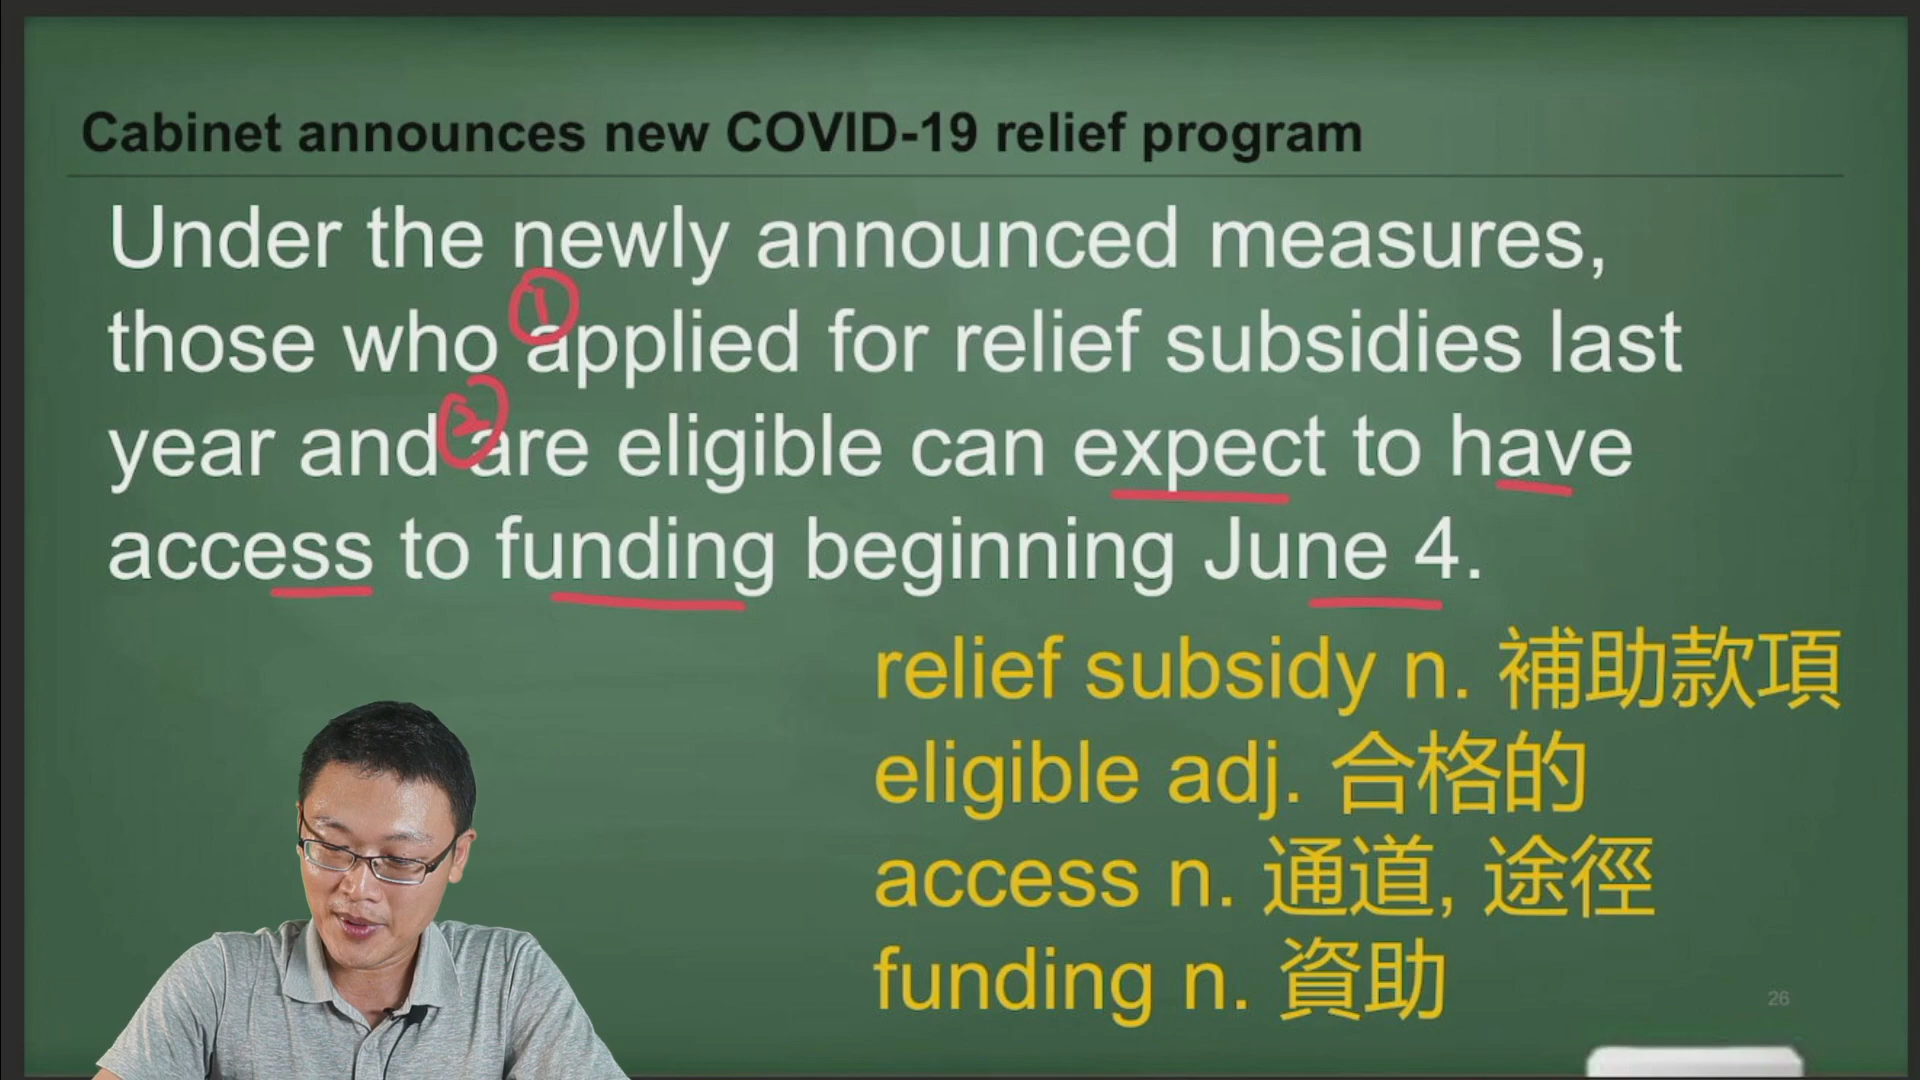 Cabinet announces new COVID-19 relief program
Under the newly announced measures,
1
those who applied for relief subsidies last
2
year and are eligible can expect to have
access to funding beginning June 4.
relief subsidy n. 補助款項
eligible adj. 合格的
access n. 通道, 途徑
funding n. 資助
26